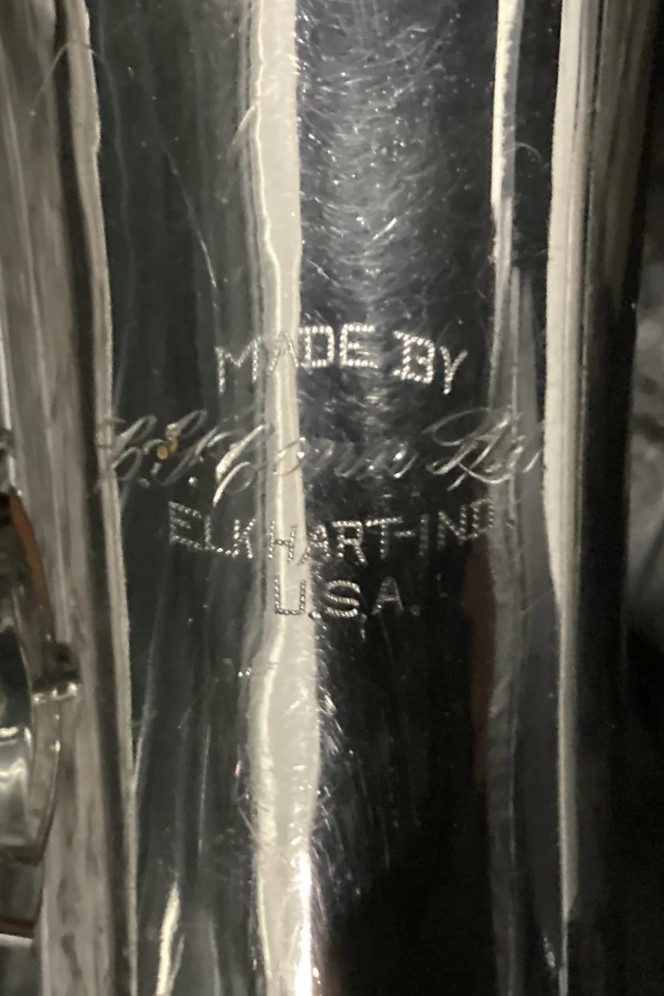 MADE BY
C.G. Conn Ltd
ELKHART-IND.
U.S.A.